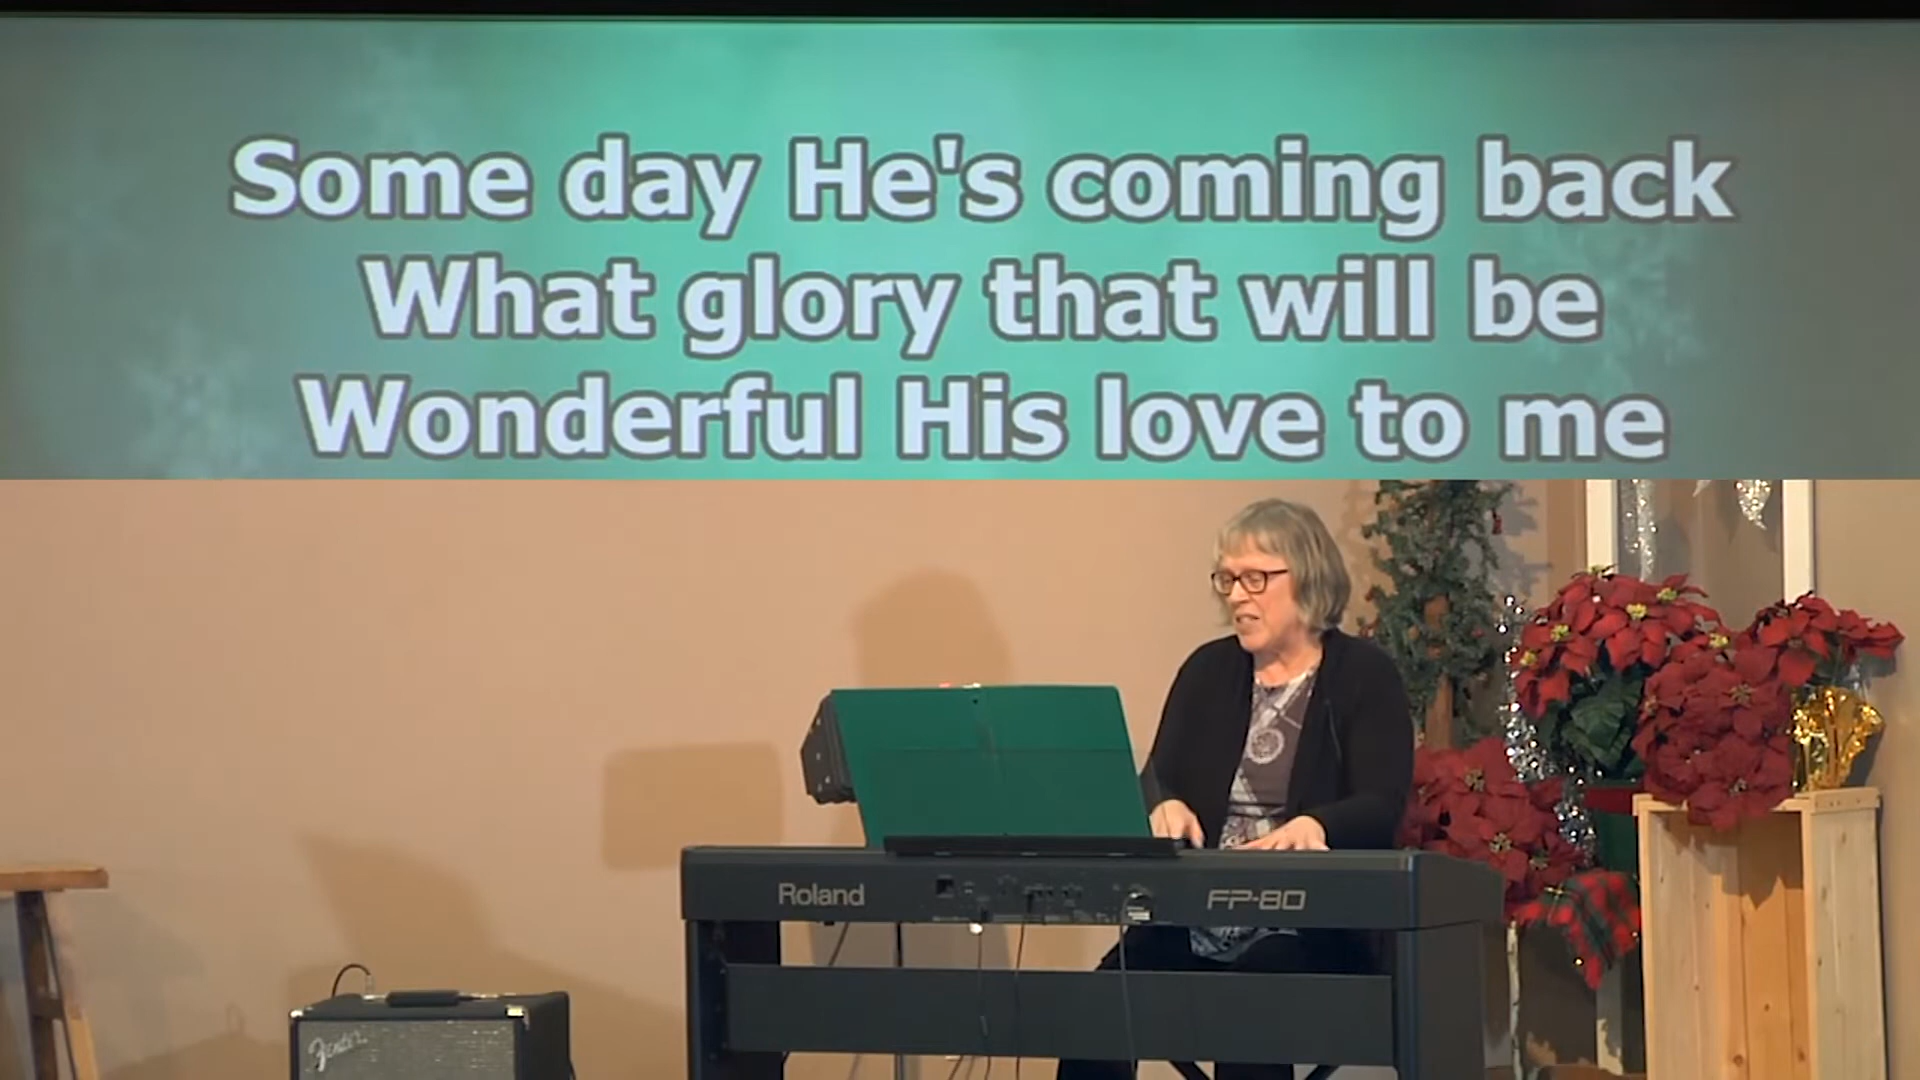 Some day He's coming back
What glory that will be
Wonderful His love to me
Roland
FP-80
Fender